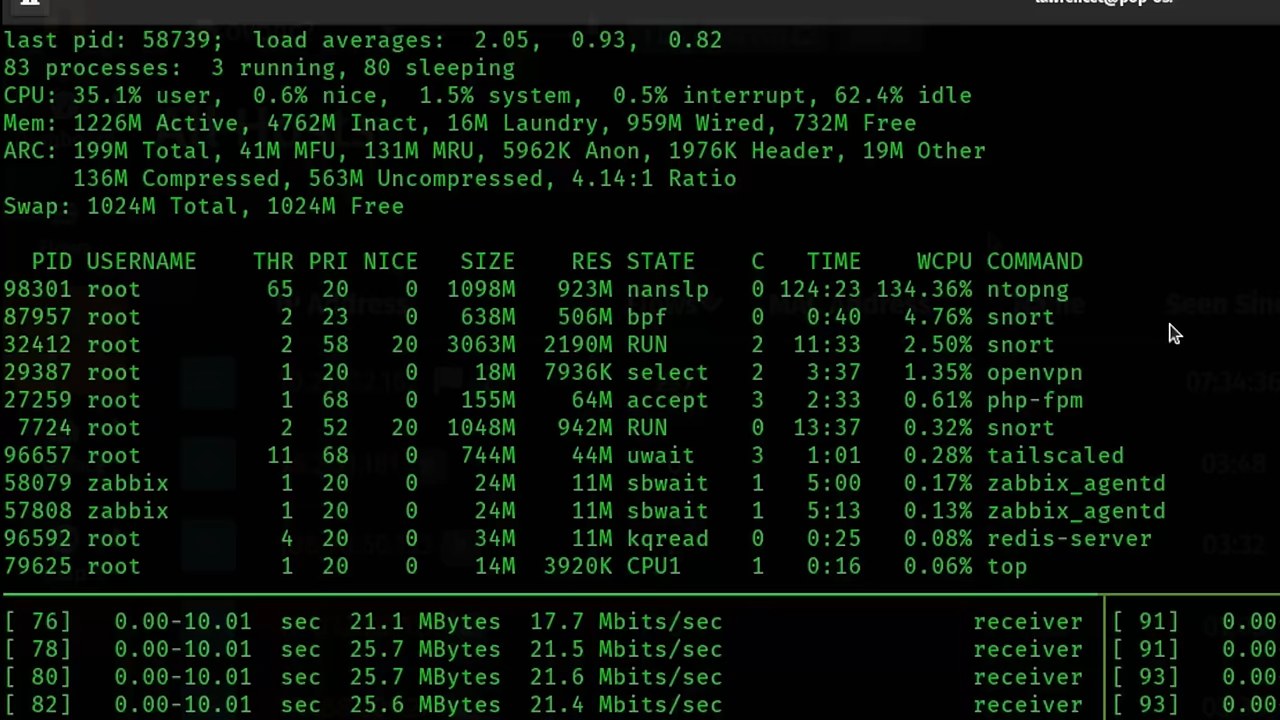 last pid: 58739;  load averages:  2.05,  0.93,  0.82
83 processes:  3 running, 80 sleeping
CPU: 35.1% user,  0.6% nice,  1.5% system,  0.5% interrupt, 62.4% idle
Mem: 1226M Active, 4762M Inact, 16M Laundry, 959M Wired, 732M Free
ARC: 199M Total, 41M MFU, 131M MRU, 5962K Anon, 1976K Header, 19M Other
     136M Compressed, 563M Uncompressed, 4.14:1 Ratio
Swap: 1024M Total, 1024M Free
  PID USERNAME    THR PRI NICE   SIZE    RES STATE    C   TIME    WCPU COMMAND
98301 root         65  20    0  1098M   923M nanslp   0 124:23 134.36% ntopng
87957 root          2  23    0   638M   506M bpf      0   0:40   4.76% snort
32412 root          2  58   20  3063M  2190M RUN      2  11:33   2.50% snort
29387 root          1  20    0    18M  7936K select   2   3:37   1.35% openvpn
27259 root          1  68    0   155M    64M accept   3   2:33   0.61% php-fpm
 7724 root          2  52   20  1048M   942M RUN      0  13:37   0.32% snort
96657 root         11  68    0   744M    44M uwait    3   1:01   0.28% tailscaled
58079 zabbix        1  20    0    24M    11M sbwait   1   5:00   0.17% zabbix_agentd
57808 zabbix        1  20    0    24M    11M sbwait   1   5:13   0.13% zabbix_agentd
96592 root          4  20    0    34M    11M kqread   0   0:25   0.08% redis-server
79625 root          1  20    0    14M  3920K CPU1     1   0:16   0.06% top
[ 76]   0.00-10.01  sec  21.1 MBytes  17.7 Mbits/sec                  receiver
[ 78]   0.00-10.01  sec  25.7 MBytes  21.5 Mbits/sec                  receiver
[ 80]   0.00-10.01  sec  25.7 MBytes  21.6 Mbits/sec                  receiver
[ 82]   0.00-10.01  sec  25.6 MBytes  21.4 Mbits/sec                  receiver
[ 91]   0.00
[ 91]   0.00
[ 93]   0.00
[ 93]   0.00